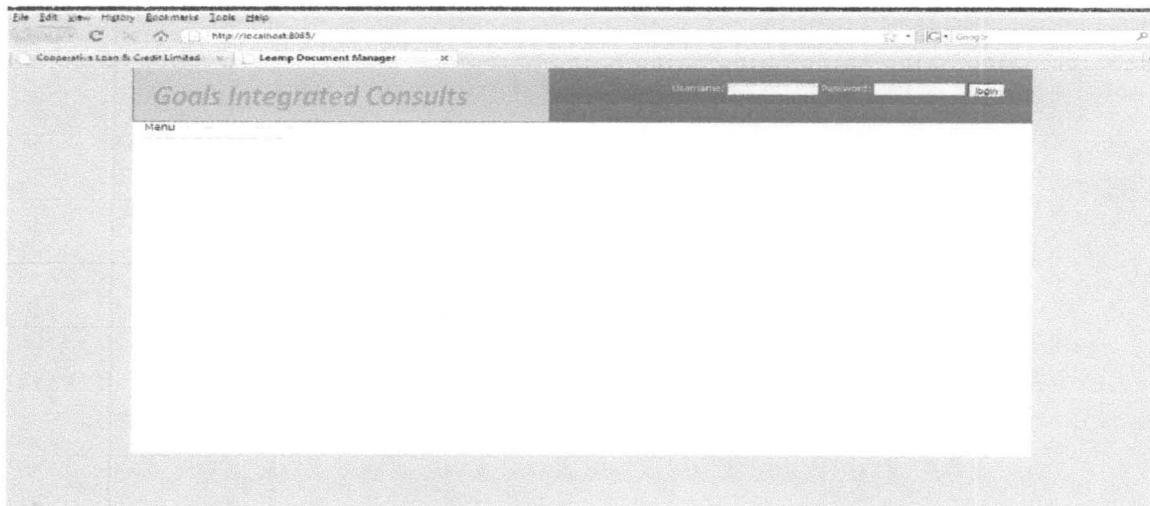 File Edit View History Bookmarks Tools Help
http://localhost:8085/
Google
Cooperative Loan & Credit Limited
Leemp Document Manager
Goals Integrated Consults
Username: Password: login
Menu